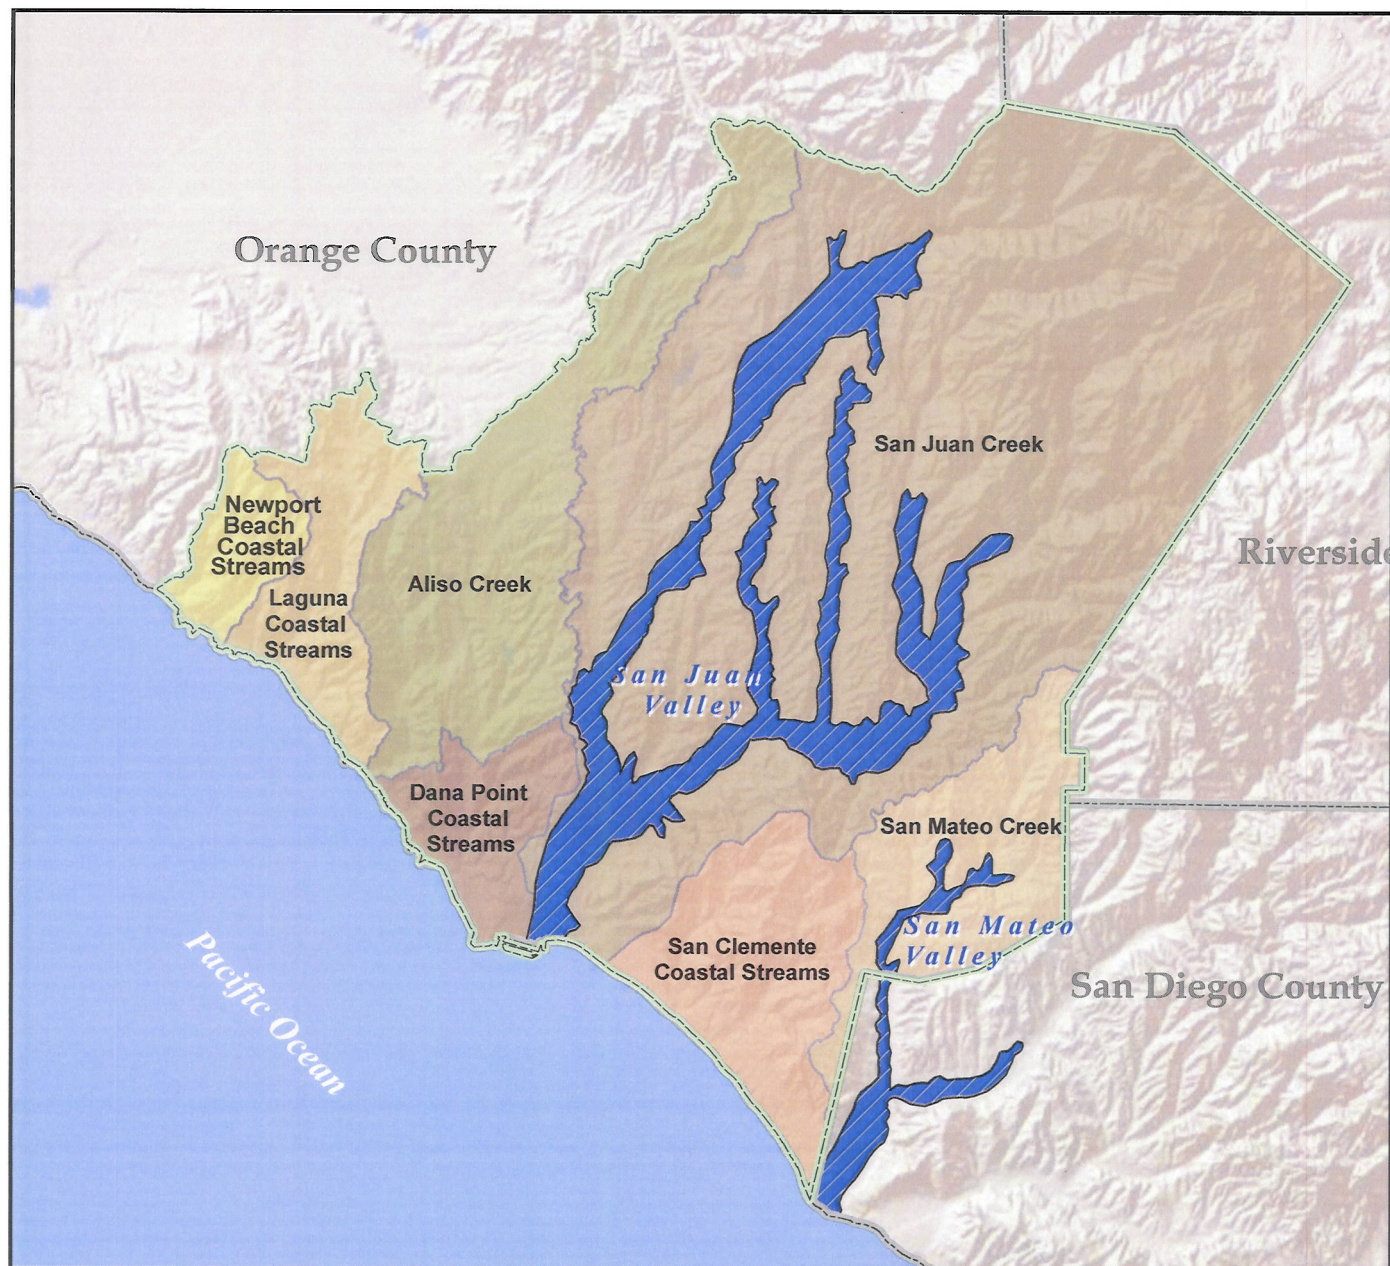 Orange County
San Juan Creek
Newport
Beach
Coastal
Streams
Riverside
Aliso Creek
Laguna
Coastal
Streams
San Juan
Valley
Dana Point
Coastal
Streams
San Mateo Creek
San Mateo
Valley
San Clemente
Coastal Streams
San Diego County
Pacific Ocean